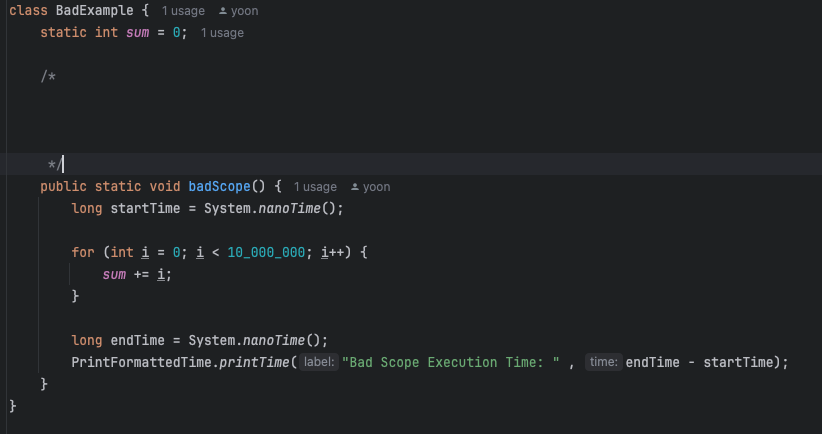 class BadExample {  1 usage  yoon
    static int sum = 0;  1 usage
    /*
     */
    public static void badScope() {  1 usage  yoon
        long startTime = System.nanoTime();
        for (int i = 0; i < 10_000_000; i++) {
            sum += i;
        }
        long endTime = System.nanoTime();
        PrintFormattedTime.printTime( label: "Bad Scope Execution Time: " , time: endTime - startTime);
    }
}